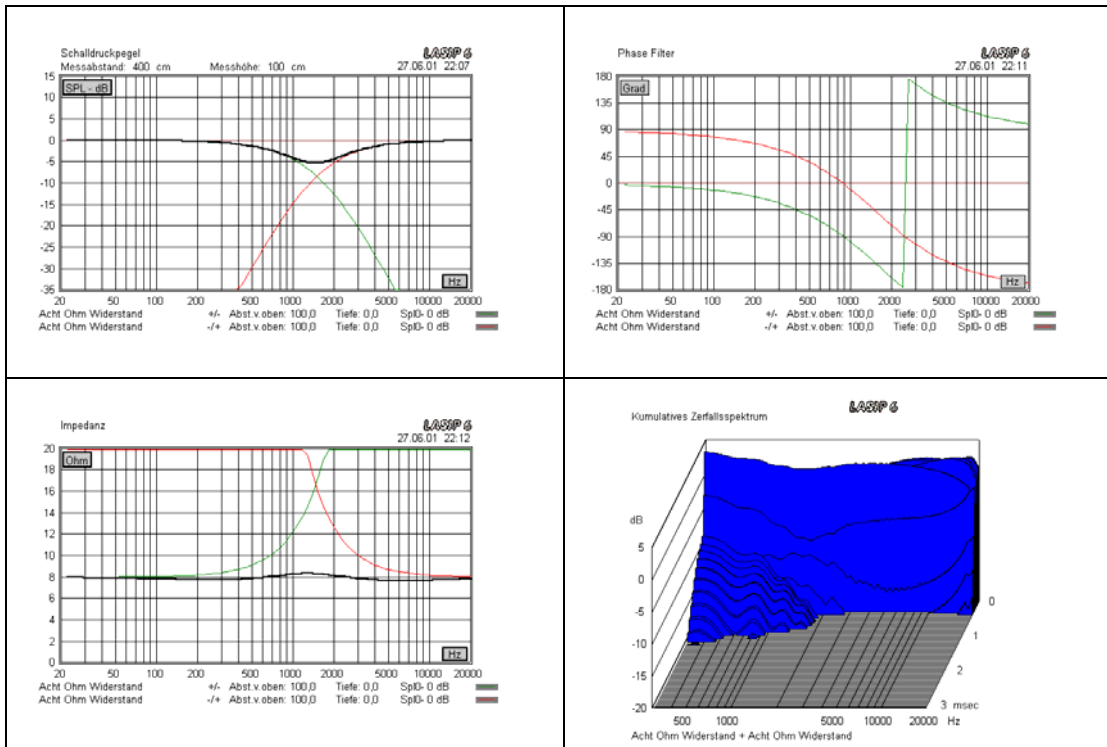 Schalldruckpegel LASIP 6
Messabstand: 400 cm Messhöhe: 100 cm 27.06.01 22:07
15
SPL - dB
10
5
0
-5
-10
-15
-20
-25
-30
-35
Hz
20 50 100 200 500 1000 2000 5000 10000 20000
Acht Ohm Widerstand +/- Abst.v.oben: 100,0 Tiefe: 0,0 Spl0- 0 dB
Acht Ohm Widerstand -/+ Abst.v.oben: 100,0 Tiefe: 0,0 Spl0- 0 dB
Phase Filter LASIP 6
27.06.01 22:11
180
Grad
135
90
45
0
-45
-90
-135
-180
Hz
20 50 100 200 500 1000 2000 5000 10000 20000
Acht Ohm Widerstand +/- Abst.v.oben: 100,0 Tiefe: 0,0 Spl0- 0 dB
Acht Ohm Widerstand -/+ Abst.v.oben: 100,0 Tiefe: 0,0 Spl0- 0 dB
Impedanz LASIP 6
27.06.01 22:12
20
Ohm
18
16
14
12
10
8
6
4
2
0
Hz
20 50 100 200 500 1000 2000 5000 10000 20000
Acht Ohm Widerstand +/- Abst.v.oben: 100,0 Tiefe: 0,0 Spl0- 0 dB
Acht Ohm Widerstand -/+ Abst.v.oben: 100,0 Tiefe: 0,0 Spl0- 0 dB
LASIP 6
Kumulatives Zerfallsspektrum
dB
5
0
-5
-10
-15
-20
0
1
2
3 msec
500 1000 5000 10000 20000 Hz
Acht Ohm Widerstand + Acht Ohm Widerstand